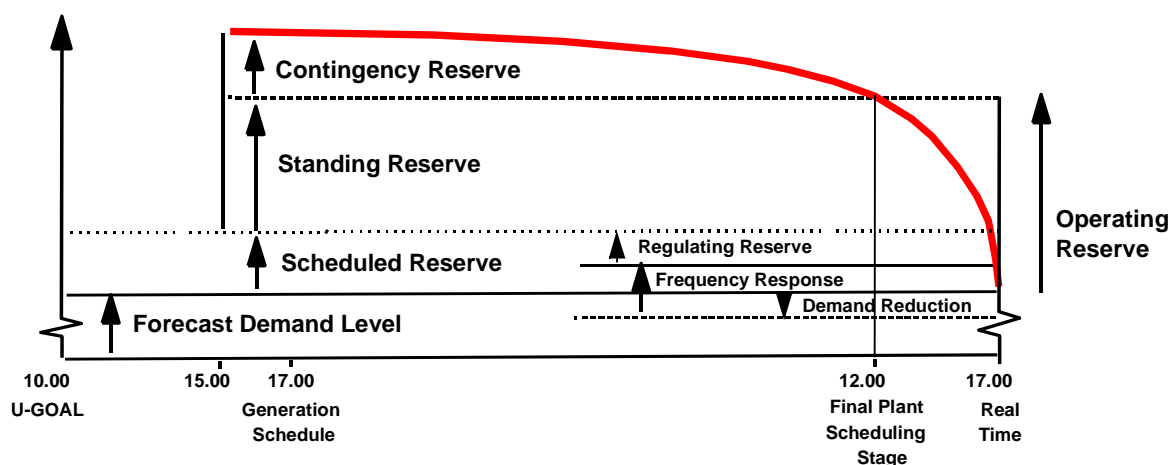 Contingency Reserve
Standing Reserve
Operating
Reserve
Regulating Reserve
Scheduled Reserve
Frequency Response
Demand Reduction
Forecast Demand Level
10.00
15.00
17.00
12.00
17.00
U-GOAL
Generation
Schedule
Final Plant
Scheduling
Stage
Real
Time